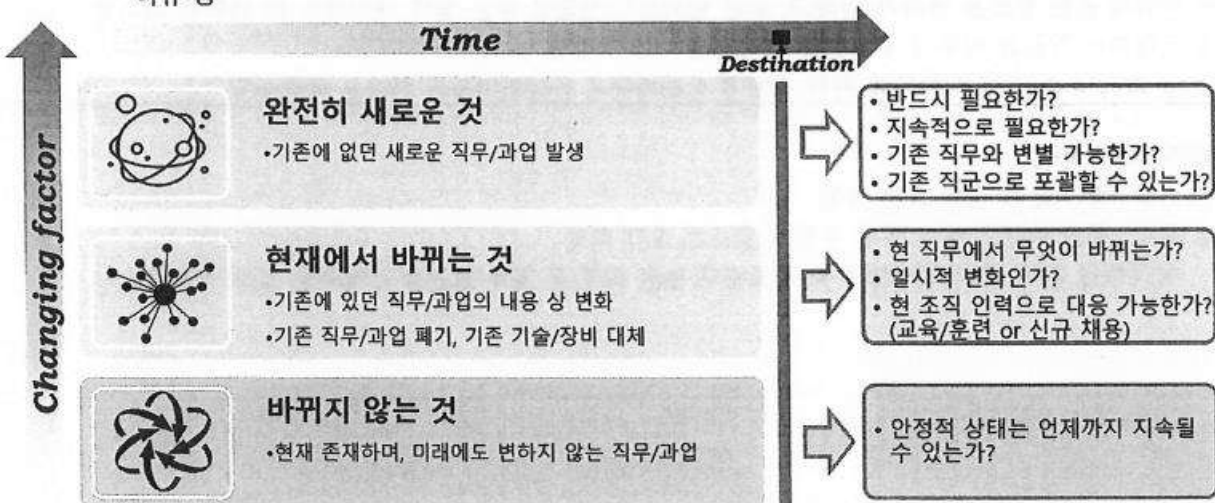 Time
Destination
Changing factor
완전히 새로운 것
•기존에 없던 새로운 직무/과업 발생
• 반드시 필요한가?
• 지속적으로 필요한가?
• 기존 직무와 변별 가능한가?
• 기존 직군으로 포괄할 수 있는가?
현재에서 바뀌는 것
•기존에 있던 직무/과업의 내용 상 변화
•기존 직무/과업 폐기, 기존 기술/장비 대체
• 현 직무에서 무엇이 바뀌는가?
• 일시적 변화인가?
• 현 조직 인력으로 대응 가능한가?
(교육/훈련 or 신규 채용)
바뀌지 않는 것
•현재 존재하며, 미래에도 변하지 않는 직무/과업
• 안정적 상태는 언제까지 지속될
수 있는가?